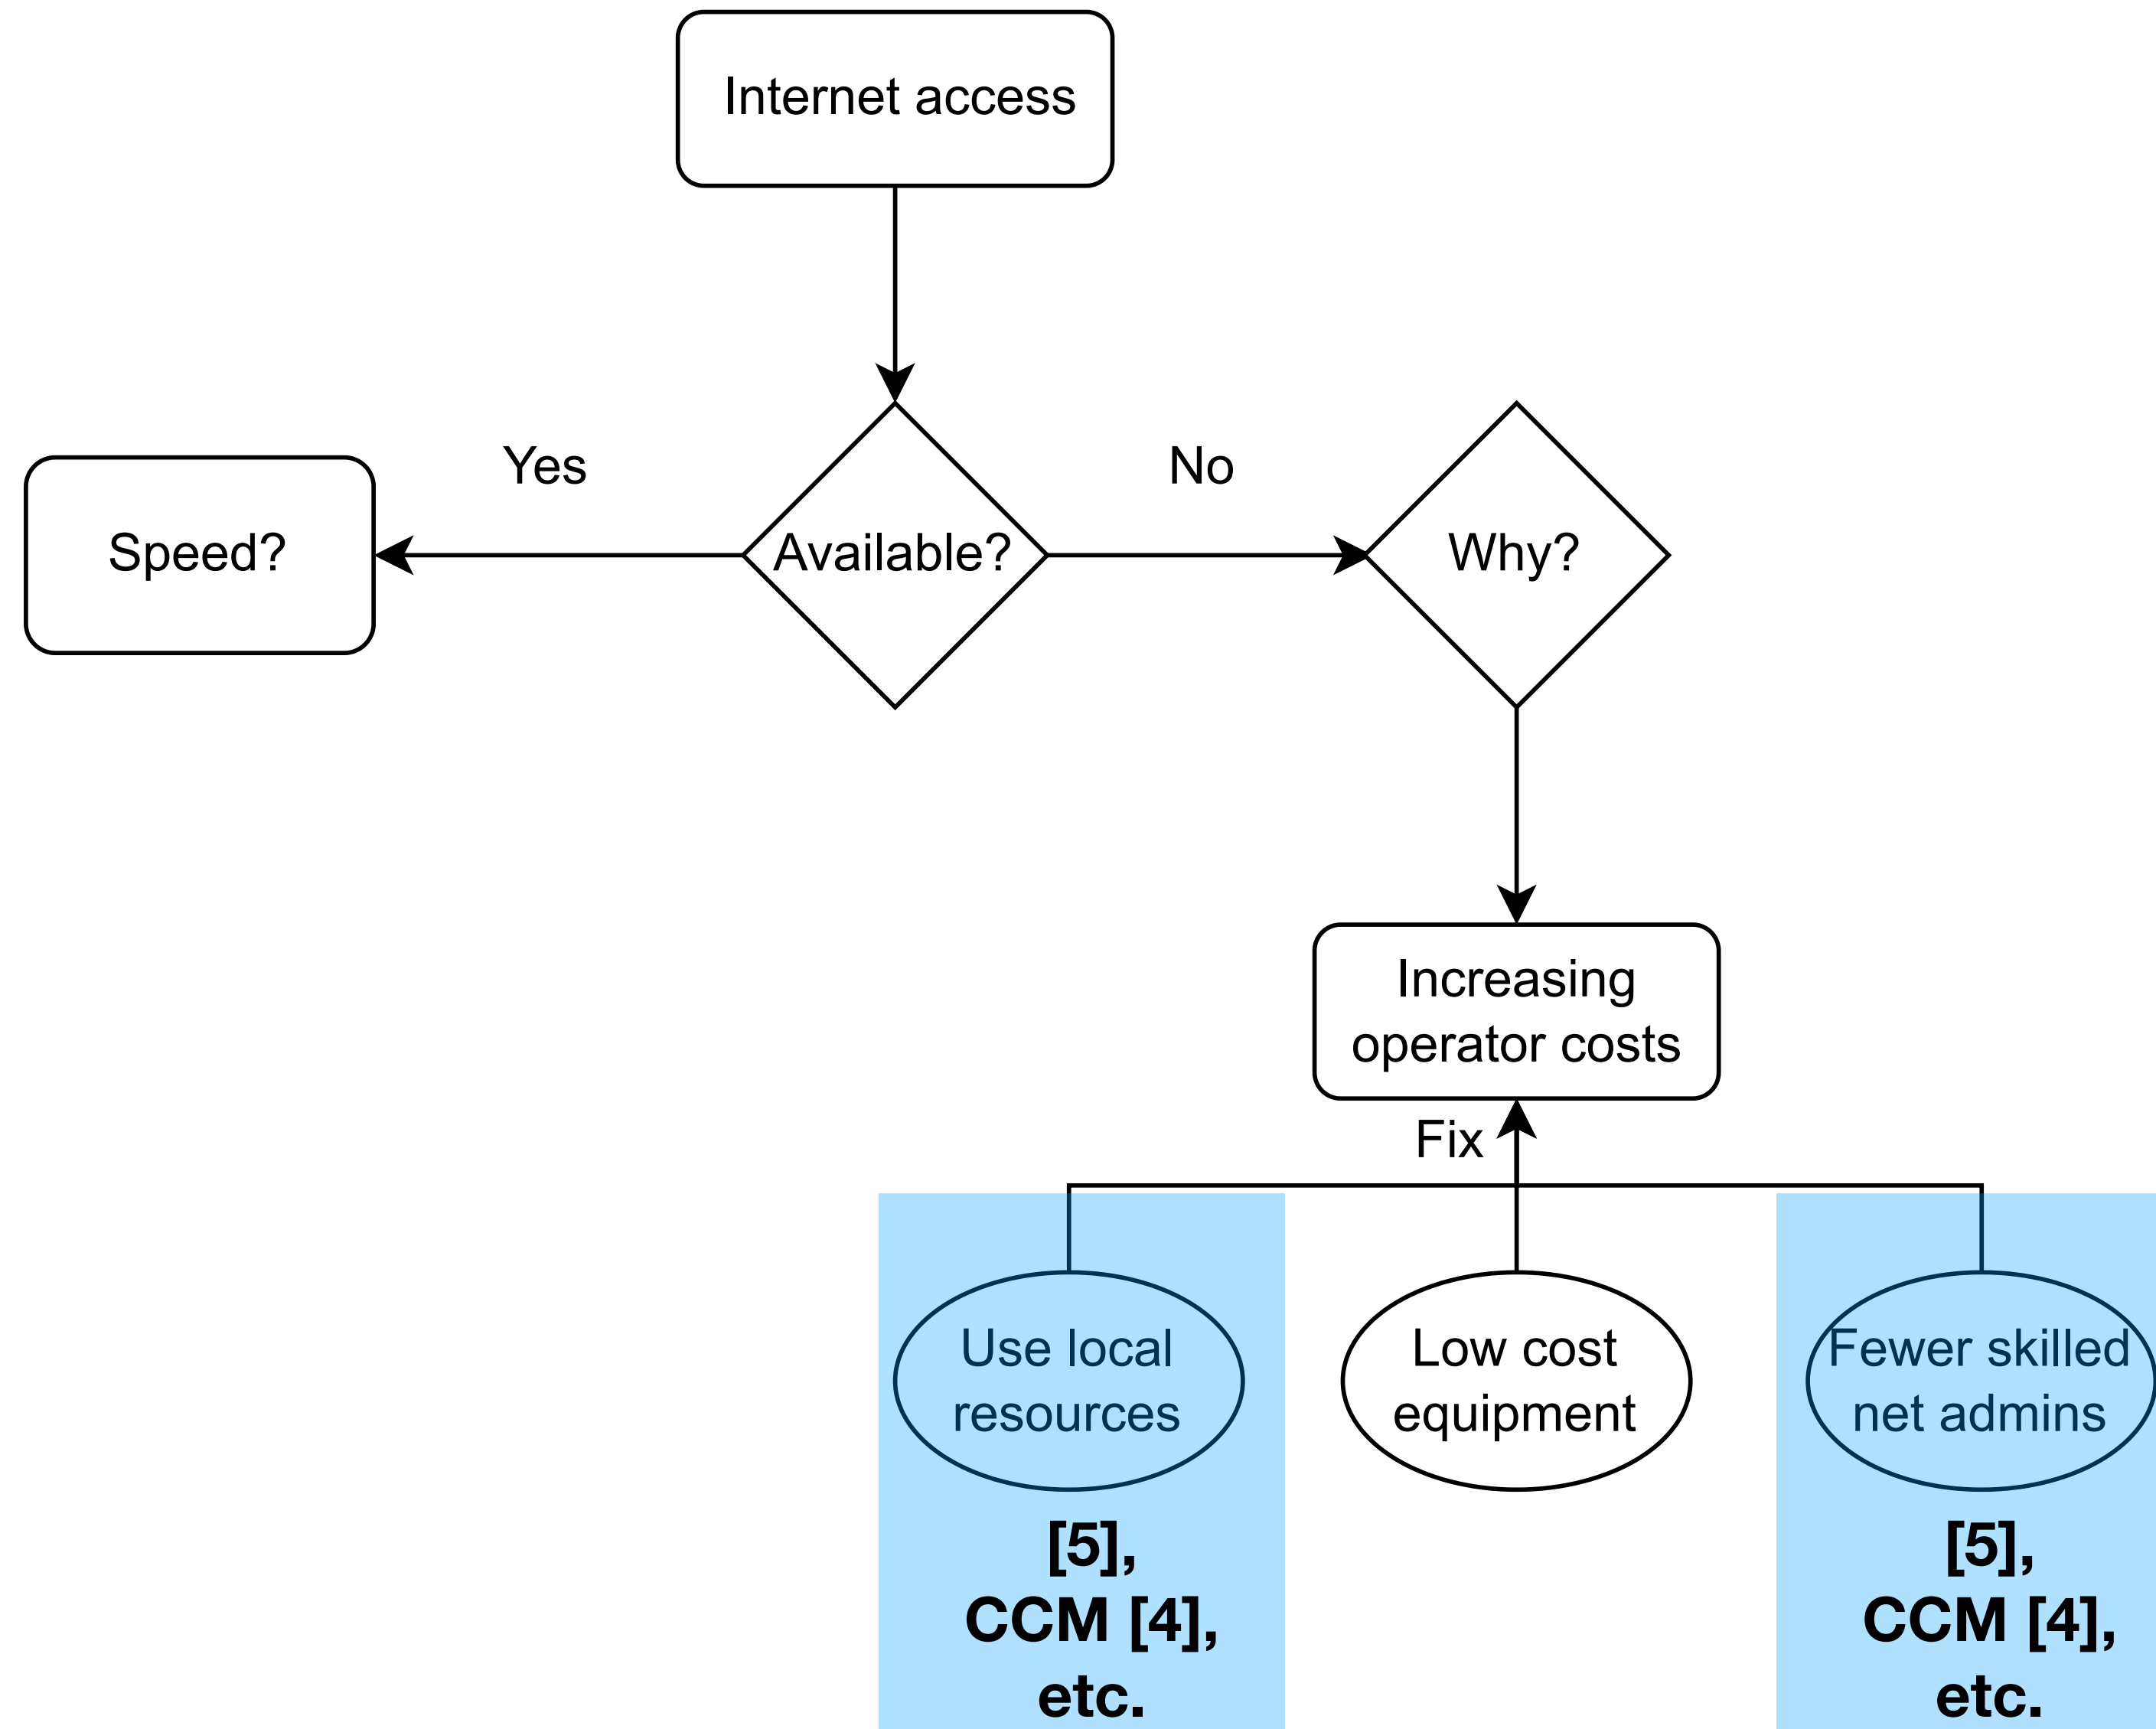 Internet access
Yes
No
Speed?
Available?
Why?
Increasing
operator costs
Fix
Use local
resources
Low cost
equipment
Fewer skilled
net admins
[5],
CCM [4],
etc.
[5],
CCM [4],
etc.